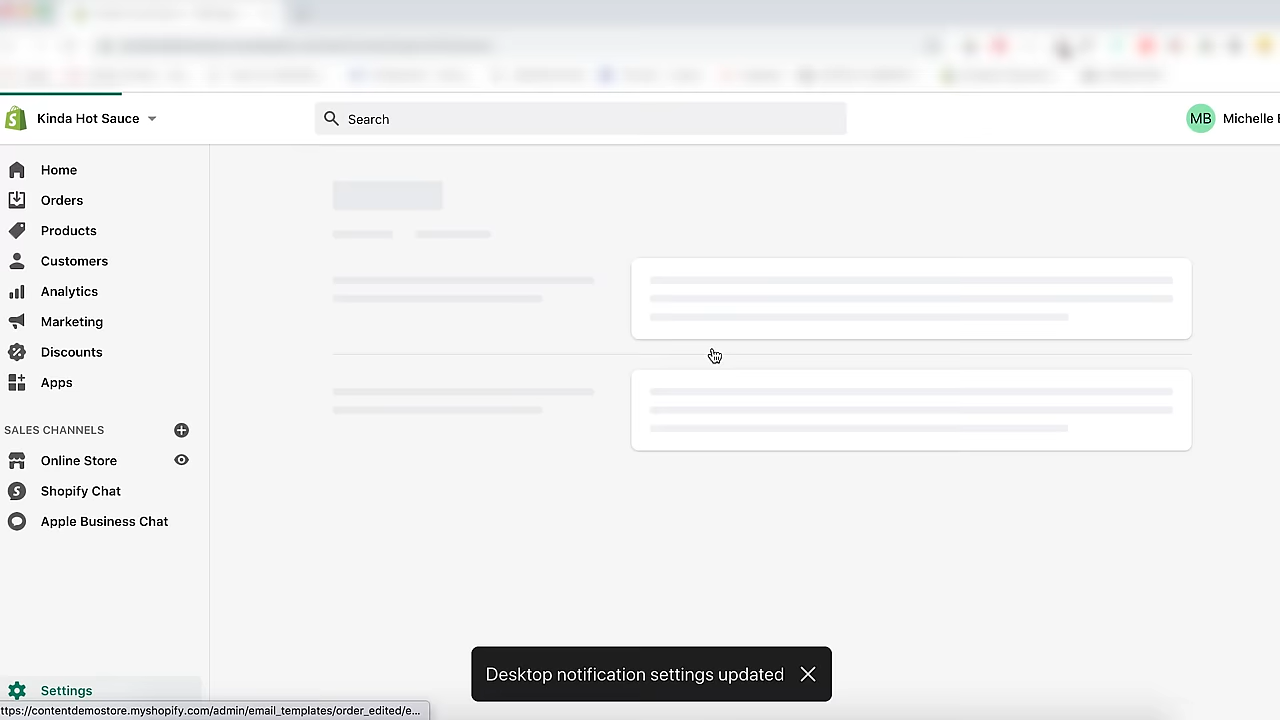 Kinda Hot Sauce
Search
MB
Michelle
Home
Orders
Products
Customers
Analytics
Marketing
Discounts
Apps
SALES CHANNELS
Online Store
Shopify Chat
Apple Business Chat
Desktop notification settings updated
Settings
ttps://contentdemostore.myshopify.com/admin/email_templates/order_edited/e...